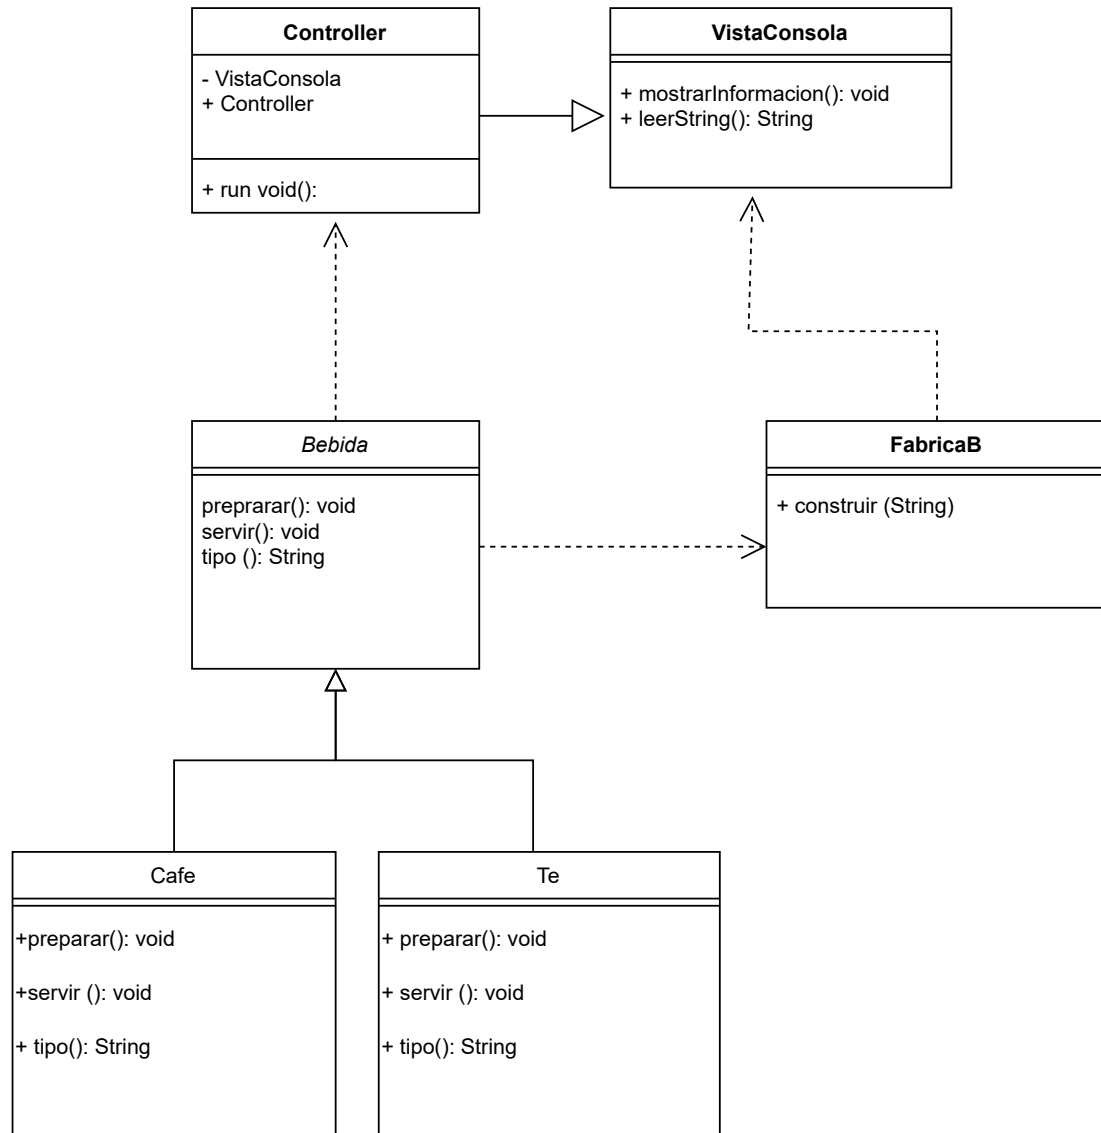 Controller
- VistaConsola
+ Controller
+ run void():
VistaConsola
+ mostrarInformacion(): void
+ leerString(): String
Bebida
preprarar(): void
servir(): void
tipo (): String
FabricaB
+ construir (String)
Cafe
+preparar(): void
+servir (): void
+ tipo(): String
Te
+ preparar(): void
+ servir (): void
+ tipo(): String